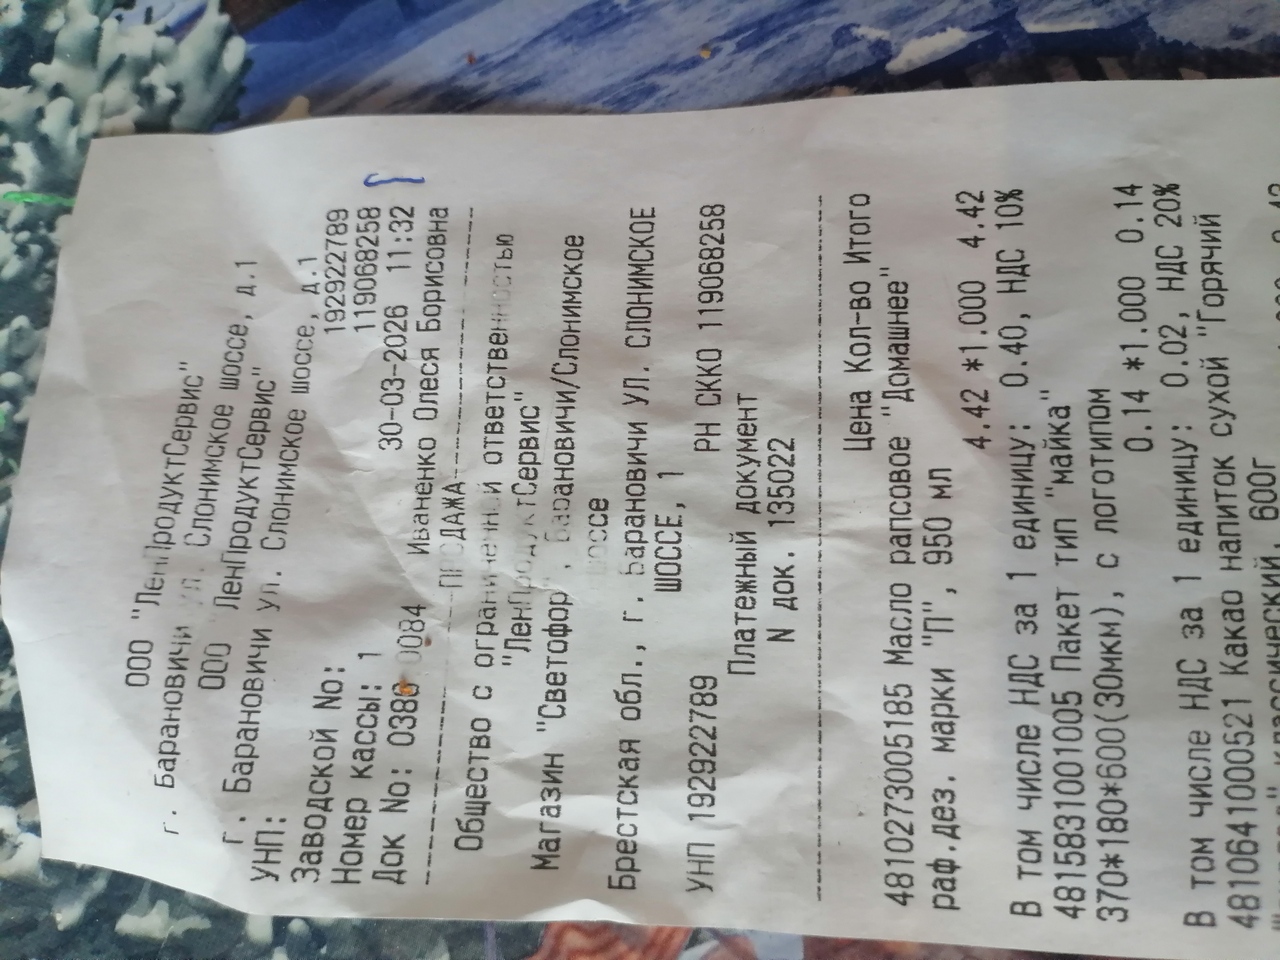 ООО "ЛенПродуктСервис"
г. Барановичи ул. Слонимское шоссе, д.1
ООО ЛенПродуктСервис"
г. Барановичи ул. Слонимское шоссе, д.1
УНП: 192922789
Заводской No: 119068258
Номер кассы: 1 30-03-2026 11:32
Док No: 0084 Иваненко Олеся Борисовна
ПРОДАЖА
Общество с ограниченной ответственностью
"ЛенПродуктСервис"
Магазин "Светофор, Барановичи/Слонимское
шоссе
Брестская обл., г. Барановичи ул. СЛОНИМСКОЕ
ШОССЕ, 1
УНП 192922789 РН СККО 119068258
Платежный документ
N док. 135022
Цена Кол-во Итого
4810273005185 Масло рапсовое "Домашнее"
раф.дез. марки "П", 950 мл
4.42 *1.000 4.42
В том числе НДС за 1 единицу: 0.40, НДС 10%
4815831001005 Пакет тип "майка"
370*180*600(30мкм), с логотипом
0.14 *1.000 0.14
В том числе НДС за 1 единицу: 0.02, НДС 20%
4810641000521 Какао напиток сухой "Горячий
классический, 600г